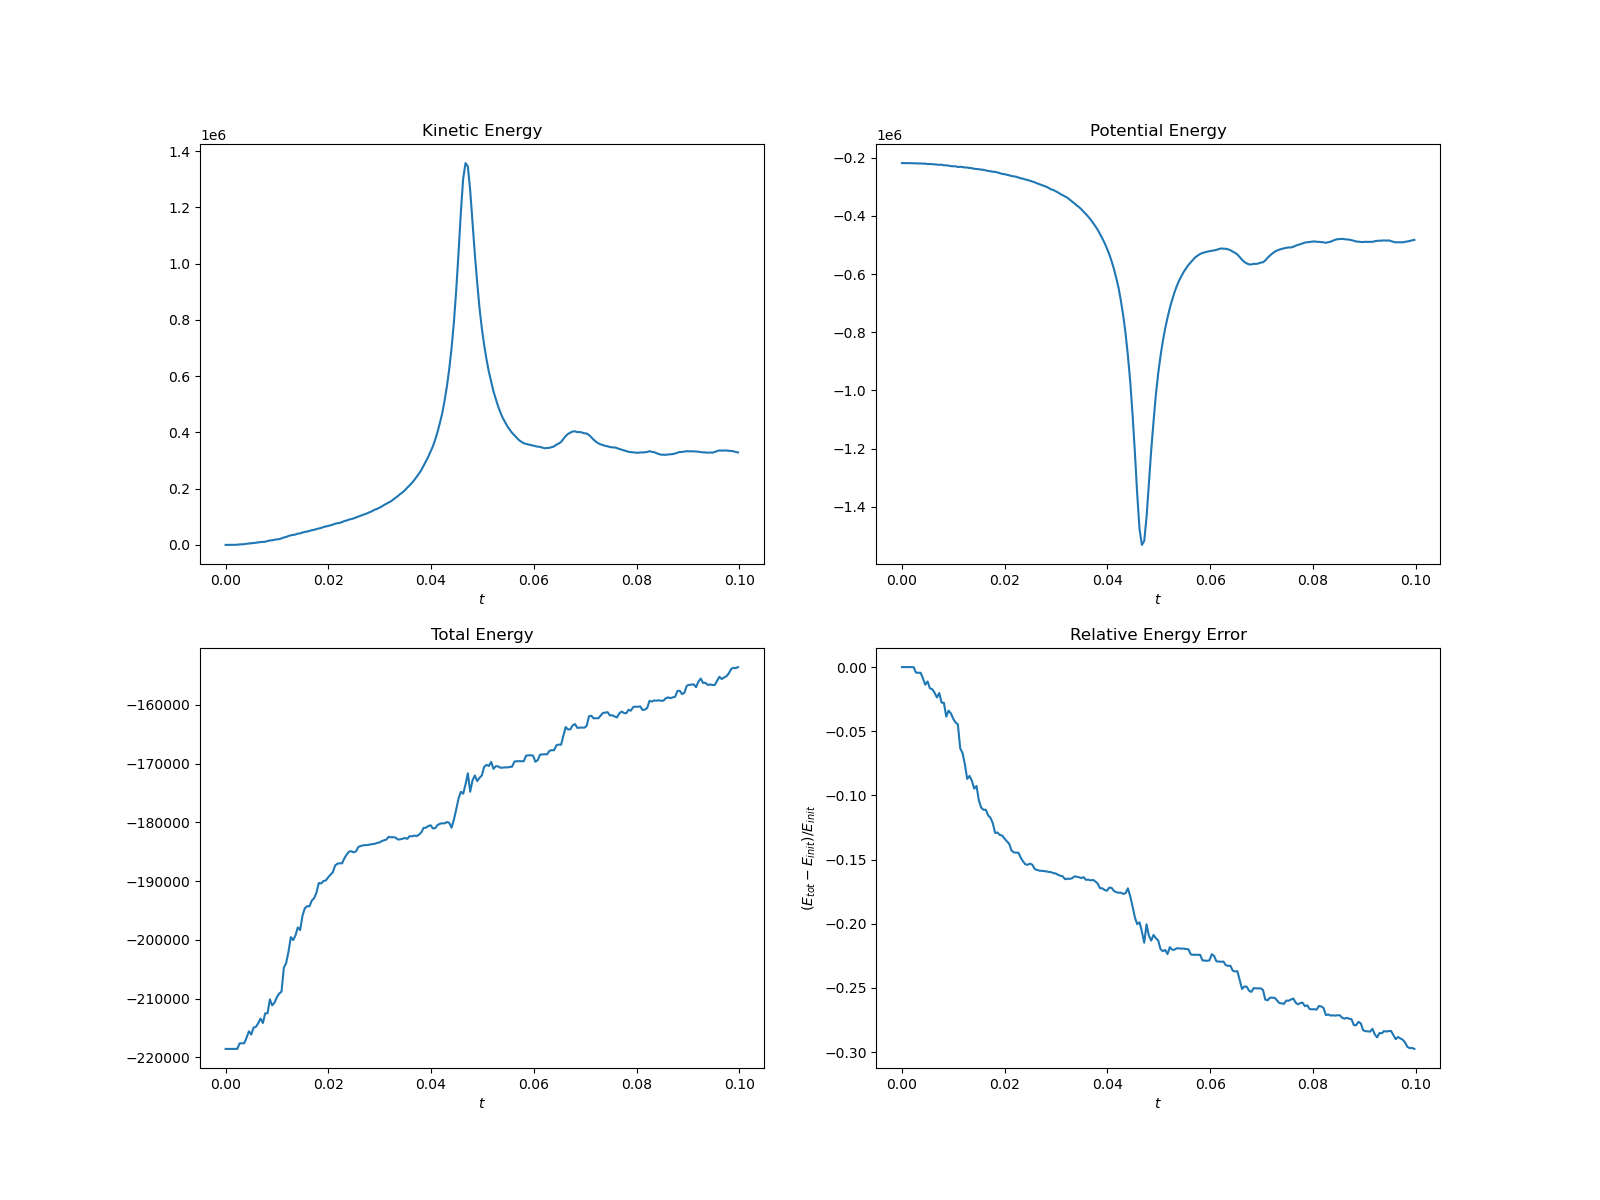 Kinetic Energy
1e6
1.4
1.2
1.0
0.8
0.6
0.4
0.2
0.0
0.00 0.02 0.04 0.06 0.08 0.10
t
Potential Energy
1e6
−0.2
−0.4
−0.6
−0.8
−1.0
−1.2
−1.4
0.00 0.02 0.04 0.06 0.08 0.10
t
Total Energy
−160000
−170000
−180000
−190000
−200000
−210000
−220000
0.00 0.02 0.04 0.06 0.08 0.10
t
Relative Energy Error
(E_tot − E_init)/E_init
0.00
−0.05
−0.10
−0.15
−0.20
−0.25
−0.30
0.00 0.02 0.04 0.06 0.08 0.10
t